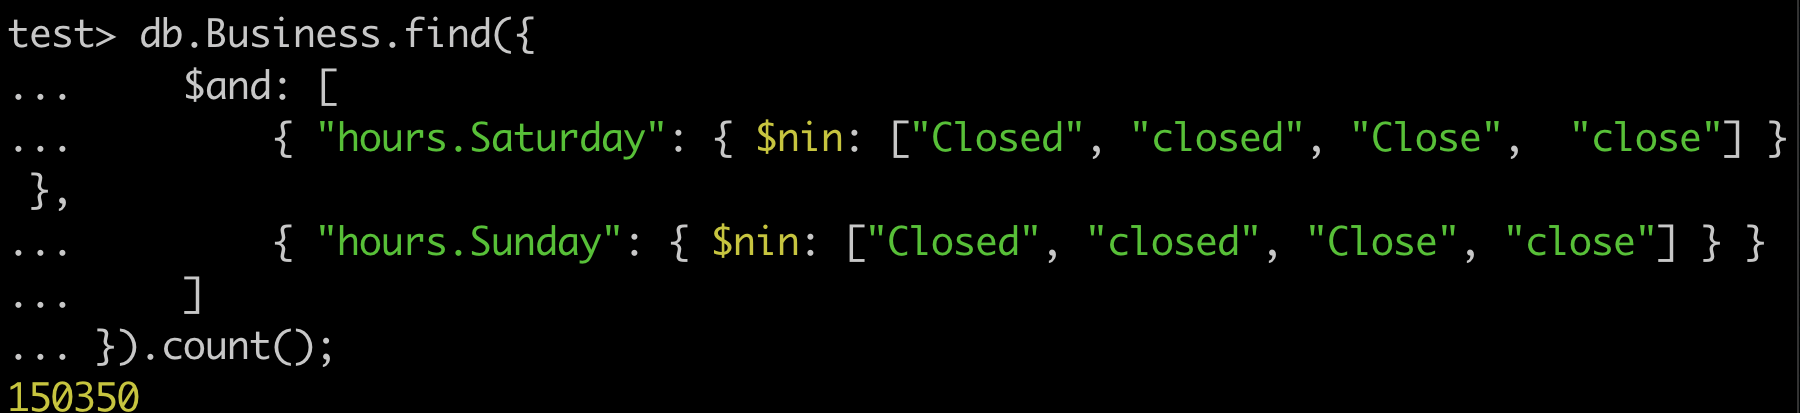 test> db.Business.find({
...     $and: [
...         { "hours.Saturday": { $nin: ["Closed", "closed", "Close",  "close"] }
 },
...         { "hours.Sunday": { $nin: ["Closed", "closed", "Close", "close"] } }
...     ]
... }).count();
150350